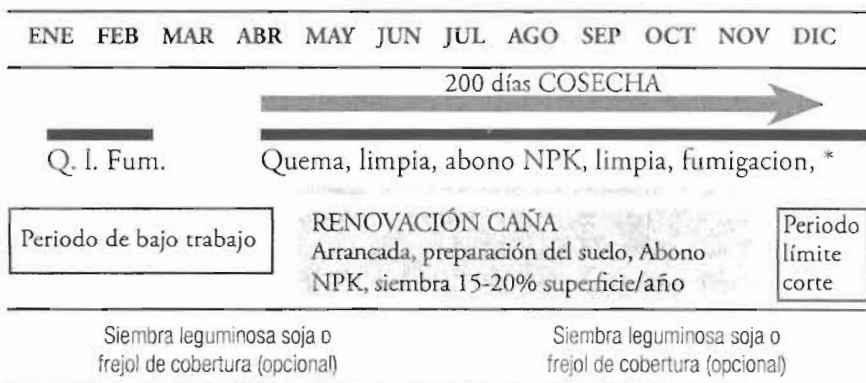 ENE FEB MAR ABR MAY JUN JUL AGO SEP OCT NOV DIC
200 días COSECHA
Q. l. Fum.
Quema, limpia, abono NPK, limpia, fumigacion, *
Periodo de bajo trabajo
RENOVACIÓN CAÑA
Arrancada, preparación del suelo, Abono
NPK, siembra 15-20% superficie/año
Periodo
límite
corte
Siembra leguminosa soja o
frejol de cobertura (opcional)
Siembra leguminosa soja o
frejol de cobertura (opcional)